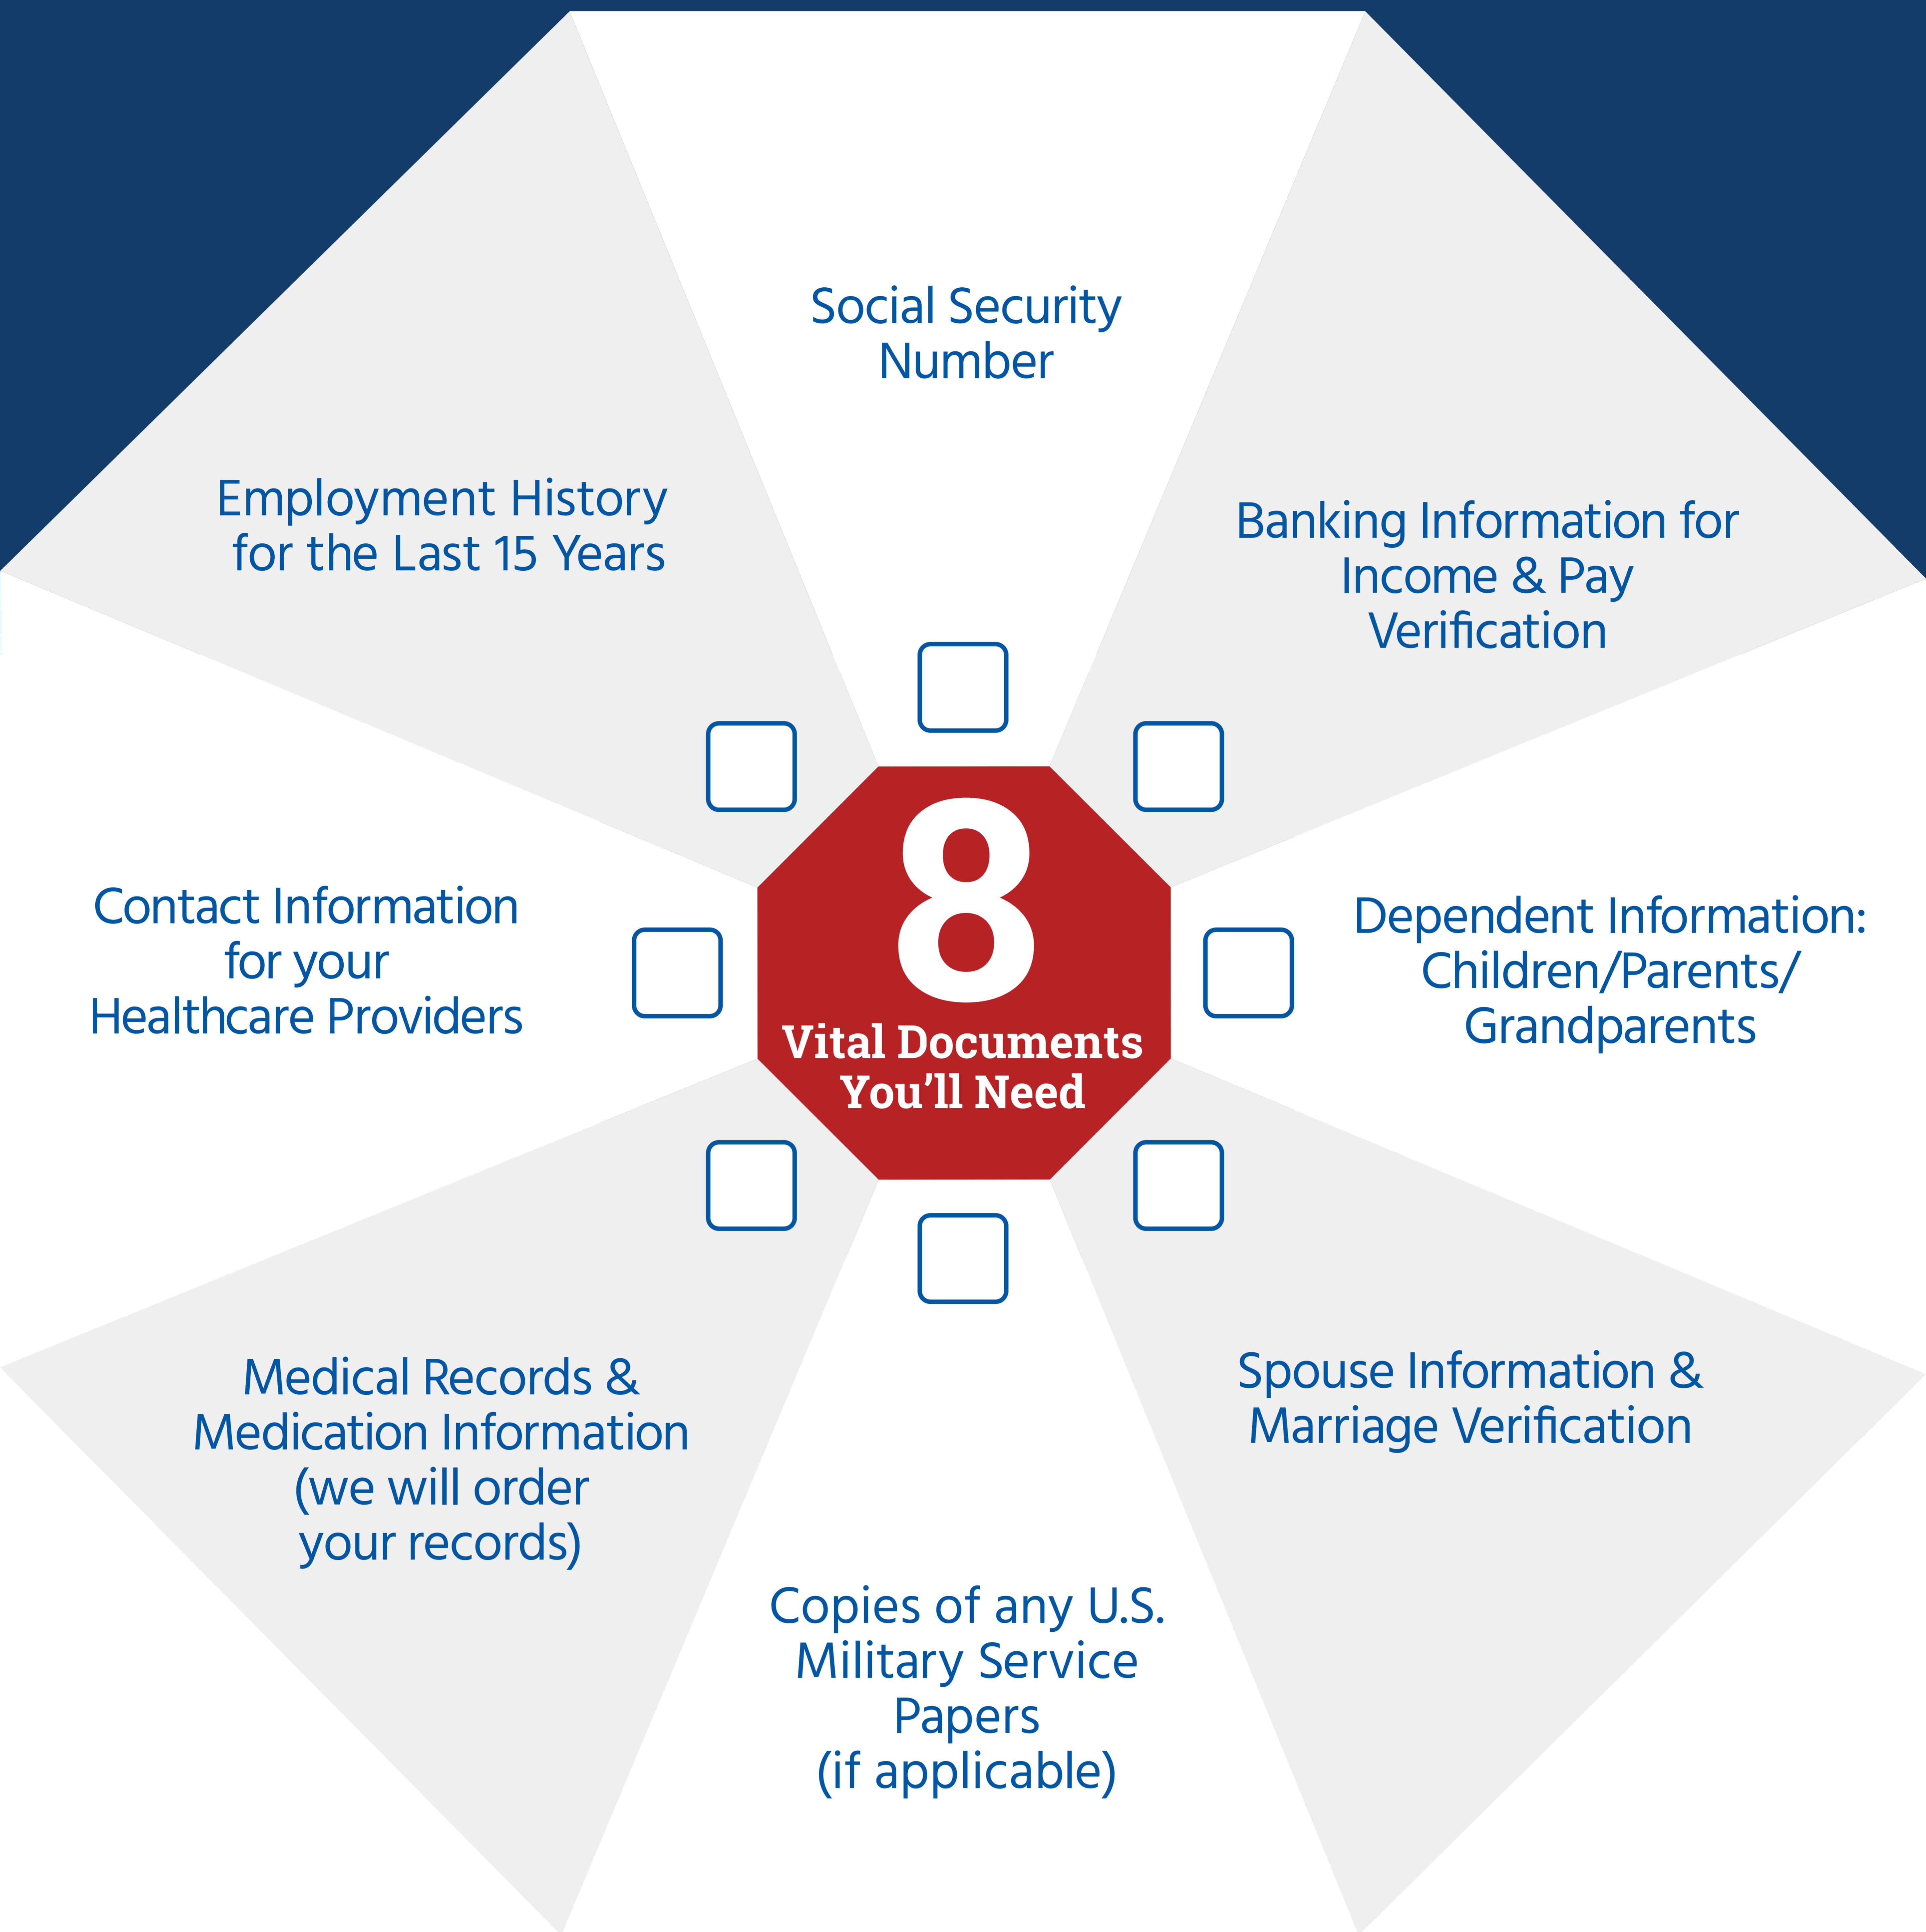 Social Security
Number
Banking Information for
Income & Pay
Verification
Dependent Information:
Children/Parents/
Grandparents
Spouse Information &
Marriage Verification
Copies of any U.S.
Military Service
Papers
(if applicable)
Medical Records &
Medication Information
(we will order
your records)
Contact Information
for your
Healthcare Providers
Employment History
for the Last 15 Years
8
Vital Documents
You’ll Need